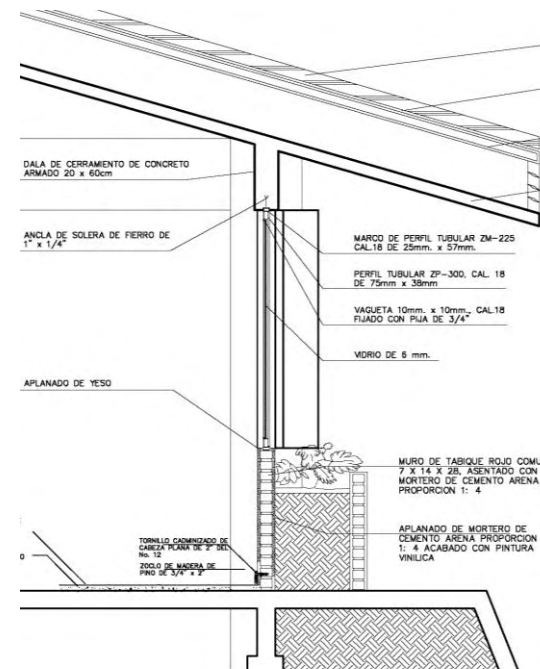 DALA DE CERRAMIENTO DE CONCRETO
ARMADO 20 x 60cm
ANCLA DE SOLERA DE FIERRO DE
1" x 1/4"
MARCO DE PERFIL TUBULAR ZM-225
CAL.18 DE 25mm. x 57mm.
PERFIL TUBULAR ZP-300, CAL. 18
DE 75mm x 38mm
VAGUETA 10mm. x 10mm., CAL.18
FIJADO CON PIJA DE 3/4"
VIDRIO DE 6 mm.
APLANADO DE YESO
MURO DE TABIQUE ROJO COMU
7 X 14 X 28, ASENTADO CON
MORTERO DE CEMENTO ARENA
PROPORCION 1: 4
APLANADO DE MORTERO DE
CEMENTO ARENA PROPORCION
1: 4 ACABADO CON PINTURA
VINILICA
TORNILLO CADMINIZADO DE
CABEZA PLANA DE 2" DEL
No. 12
ZOCLO DE MADERA DE
PINO DE 3/4" x 2"